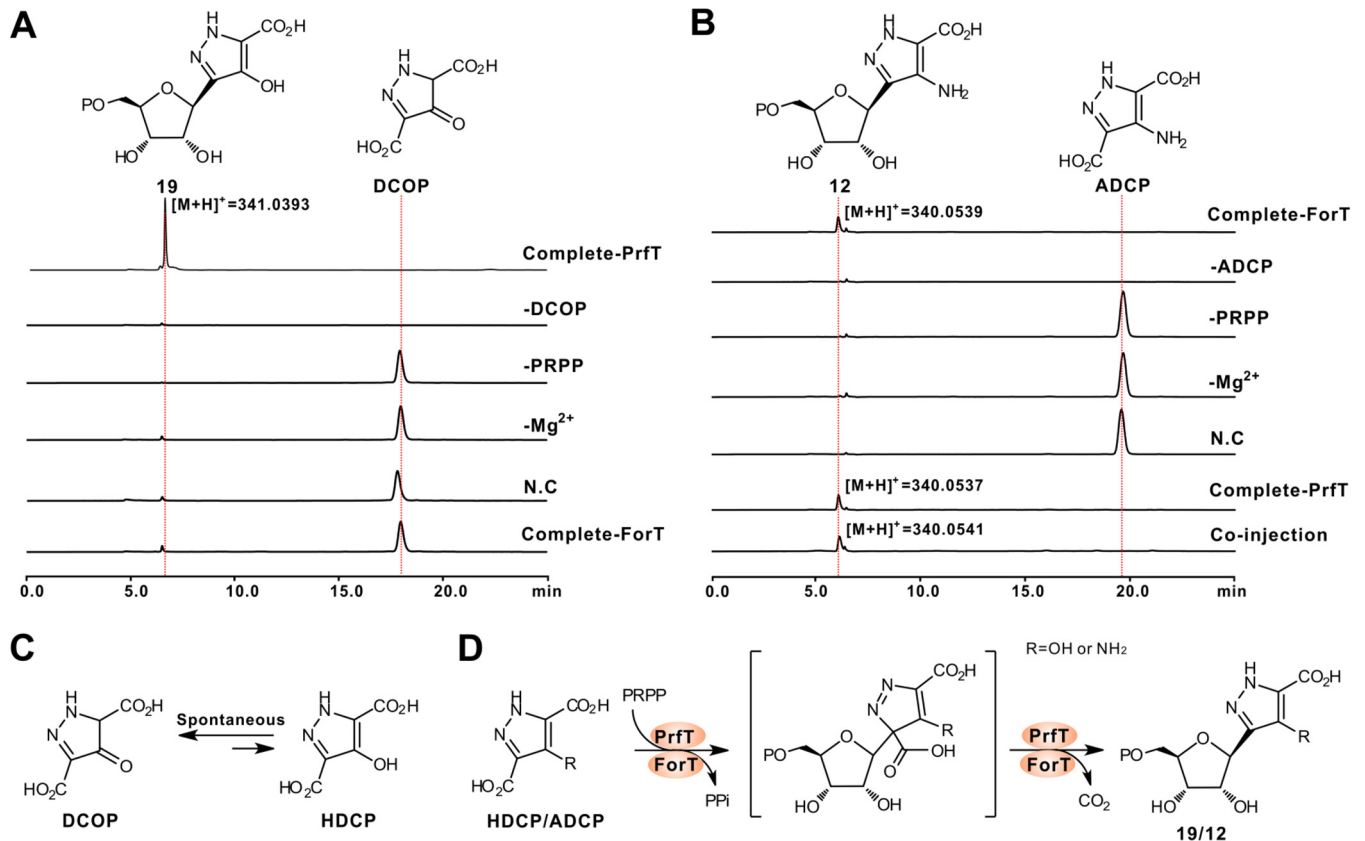 A
H
N
N
CO₂H
OH
O
PO
HO
OH
19
[M+H]⁺=341.0393
H
N
N
CO₂H
O
HO₂C
DCOP
Complete-PrfT
-DCOP
-PRPP
-Mg²⁺
N.C
Complete-ForT
0.0 5.0 10.0 15.0 20.0 min
B
H
N
N
CO₂H
NH₂
O
PO
HO
OH
12
[M+H]⁺=340.0539
H
N
N
CO₂H
NH₂
HO₂C
ADCP
Complete-ForT
-ADCP
-PRPP
-Mg²⁺
N.C
[M+H]⁺=340.0537
Complete-PrfT
[M+H]⁺=340.0541
Co-injection
0.0 5.0 10.0 15.0 20.0 min
C
H
N
N
CO₂H
O
HO₂C
DCOP
Spontaneous
H
N
N
CO₂H
OH
HO₂C
HDCP
D
H
N
N
CO₂H
R
HO₂C
HDCP/ADCP
PRPP
PrfT
ForT
PPi
N
N
CO₂H
R
O
OH
O
PO
HO
OH
R=OH or NH₂
PrfT
ForT
CO₂
H
N
N
CO₂H
R
O
PO
HO
OH
19/12